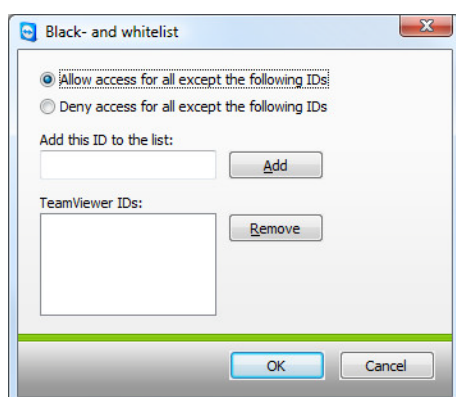 Black- and whitelist
Allow access for all except the following IDs
Deny access for all except the following IDs
Add this ID to the list:
Add
TeamViewer IDs:
Remove
OK
Cancel